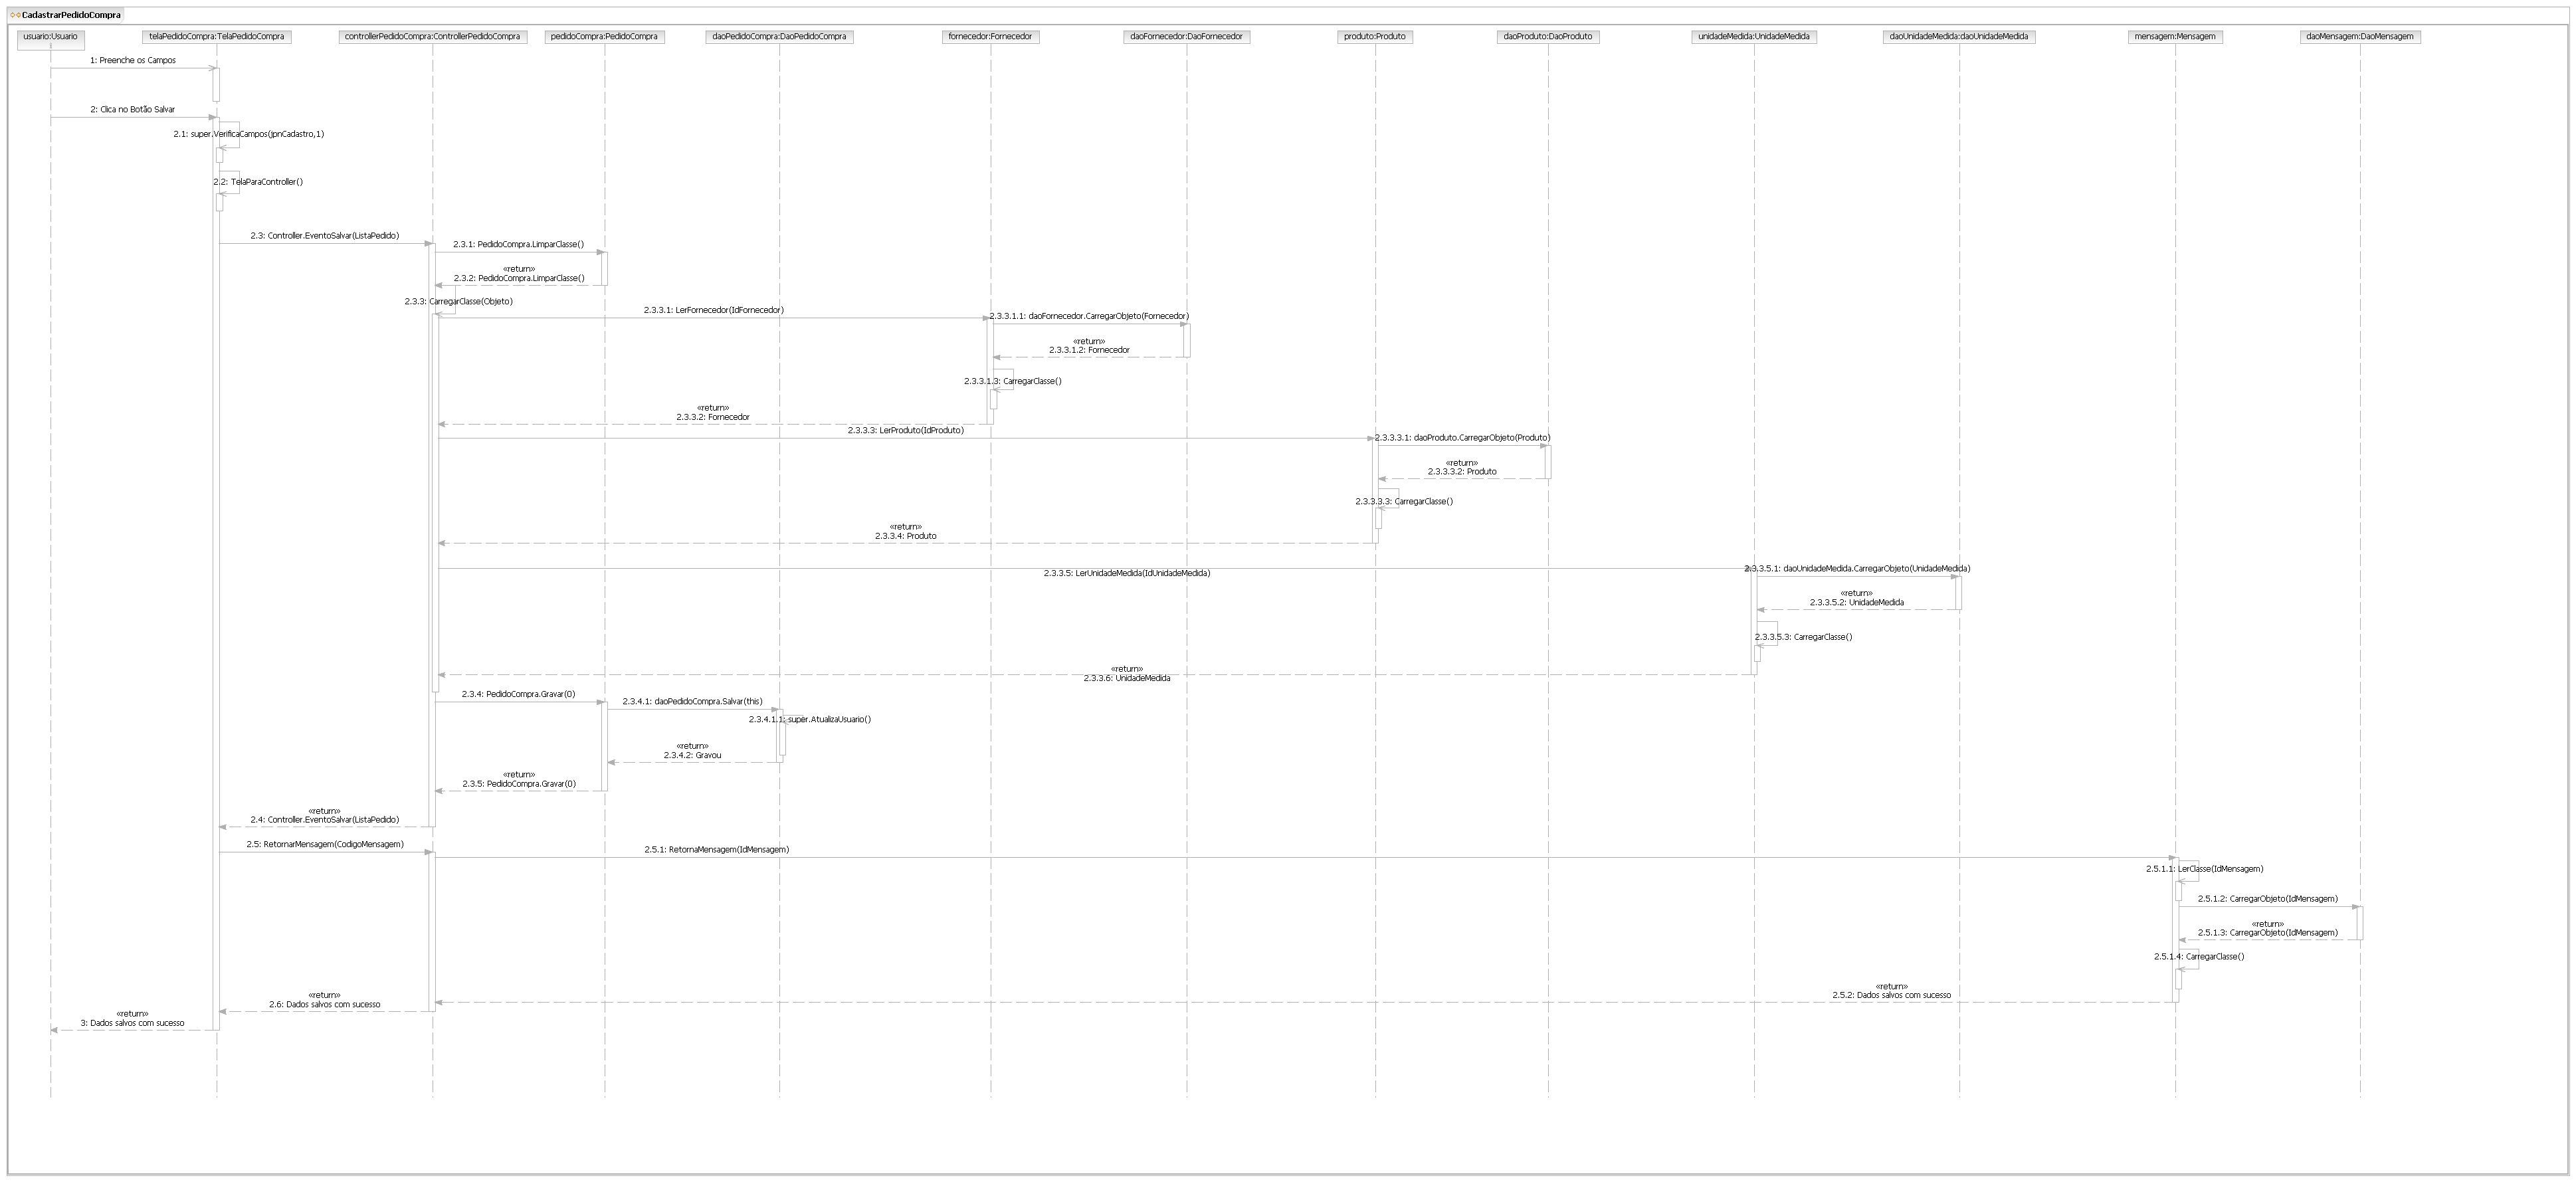 CadastrarPedidoCompra
usuario:Usuario
telaPedidoCompra:TelaPedidoCompra
controllerPedidoCompra:ControllerPedidoCompra
pedidoCompra:PedidoCompra
daoPedidoCompra:DaoPedidoCompra
fornecedor:Fornecedor
daoFornecedor:DaoFornecedor
produto:Produto
daoProduto:DaoProduto
unidadeMedida:UnidadeMedida
daoUnidadeMedida:daoUnidadeMedida
mensagem:Mensagem
daoMensagem:DaoMensagem
1: Preenche os Campos
2: Clica no Botão Salvar
2.1: super.VerificaCampos(jpnCadastro,1)
2.2: TelaParaController()
2.3: Controller.EventoSalvar(ListaPedido)
2.3.1: PedidoCompra.LimparClasse()
«return»
2.3.2: PedidoCompra.LimparClasse()
2.3.3: CarregarClasse(Objeto)
2.3.3.1: LerFornecedor(IdFornecedor)
2.3.3.1.1: daoFornecedor.CarregarObjeto(Fornecedor)
«return»
2.3.3.1.2: Fornecedor
2.3.3.1.3: CarregarClasse()
«return»
2.3.3.2: Fornecedor
2.3.3.3: LerProduto(IdProduto)
2.3.3.3.1: daoProduto.CarregarObjeto(Produto)
«return»
2.3.3.3.2: Produto
2.3.3.3.3: CarregarClasse()
«return»
2.3.3.4: Produto
2.3.3.5: LerUnidadeMedida(IdUnidadeMedida)
2.3.3.5.1: daoUnidadeMedida.CarregarObjeto(UnidadeMedida)
«return»
2.3.3.5.2: UnidadeMedida
2.3.3.5.3: CarregarClasse()
«return»
2.3.3.6: UnidadeMedida
2.3.4: PedidoCompra.Gravar(0)
2.3.4.1: daoPedidoCompra.Salvar(this)
2.3.4.1.1: super.AtualizaUsuario()
«return»
2.3.4.2: Gravou
«return»
2.3.5: PedidoCompra.Gravar(0)
«return»
2.4: Controller.EventoSalvar(ListaPedido)
2.5: RetornarMensagem(CodigoMensagem)
2.5.1: RetornaMensagem(IdMensagem)
2.5.1.1: LerClasse(IdMensagem)
2.5.1.2: CarregarObjeto(IdMensagem)
«return»
2.5.1.3: CarregarObjeto(IdMensagem)
2.5.1.4: CarregarClasse()
«return»
2.5.2: Dados salvos com sucesso
«return»
2.6: Dados salvos com sucesso
«return»
3: Dados salvos com sucesso